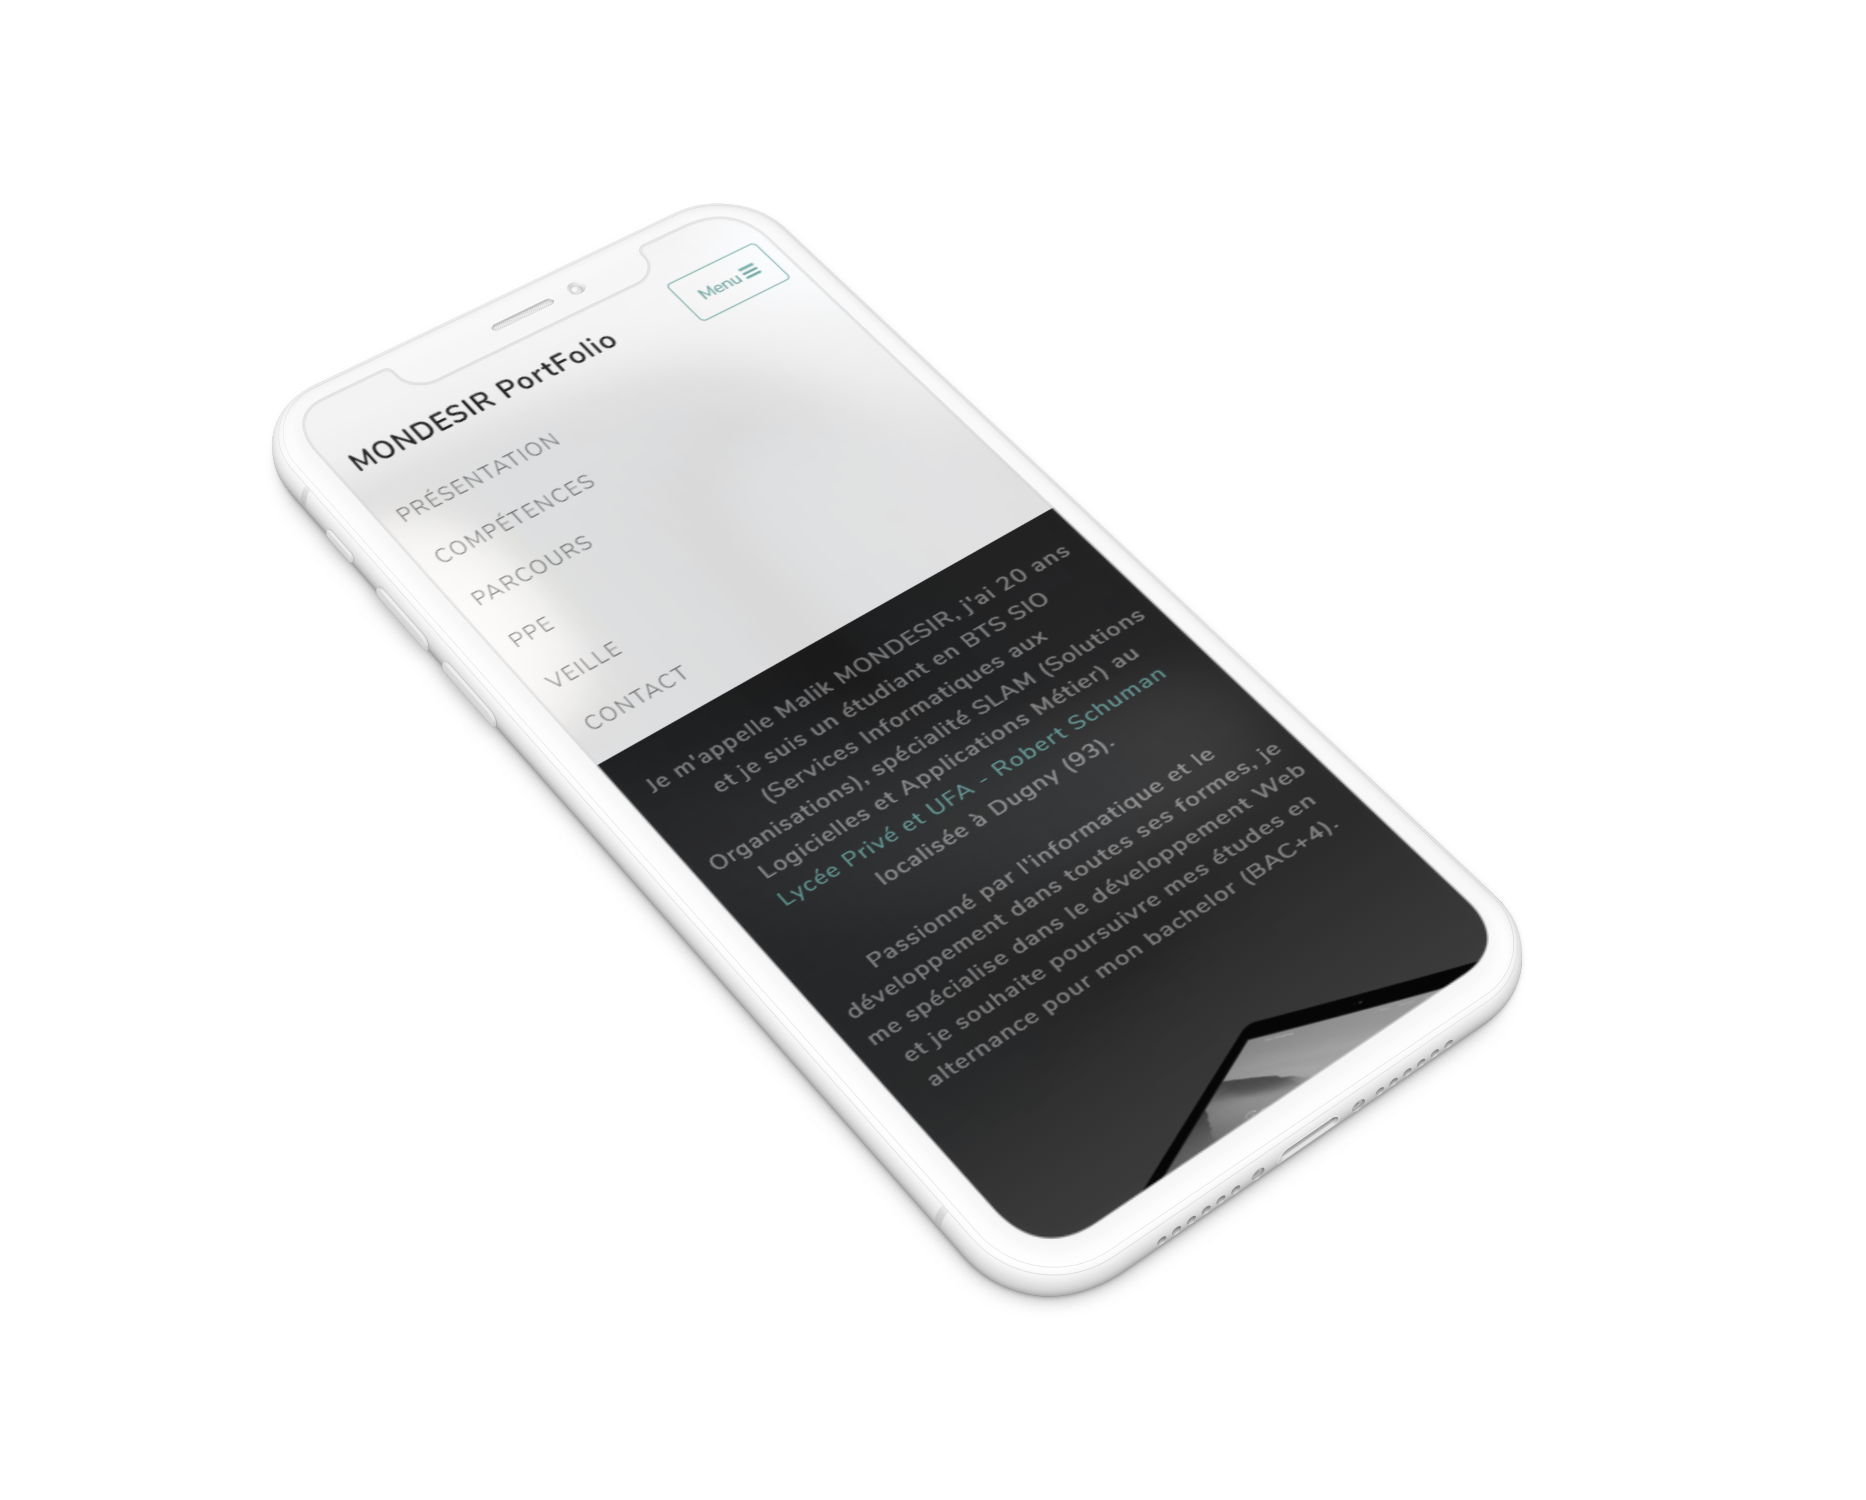 Menu
MONDESIR PortFolio
PRÉSENTATION
COMPÉTENCES
PARCOURS
PPE
VEILLE
CONTACT
Je m'appelle Malik MONDESIR, j'ai 20 ans
et je suis un étudiant en BTS SIO
(Services Informatiques aux
Organisations), spécialité SLAM (Solutions
Logicielles et Applications Métier) au
Lycée Privé et UFA - Robert Schuman
localisée à Dugny (93).
Passionné par l'informatique et le
développement dans toutes ses formes, je
me spécialise dans le développement Web
et je souhaite poursuivre mes études en
alternance pour mon bachelor (BAC+4).